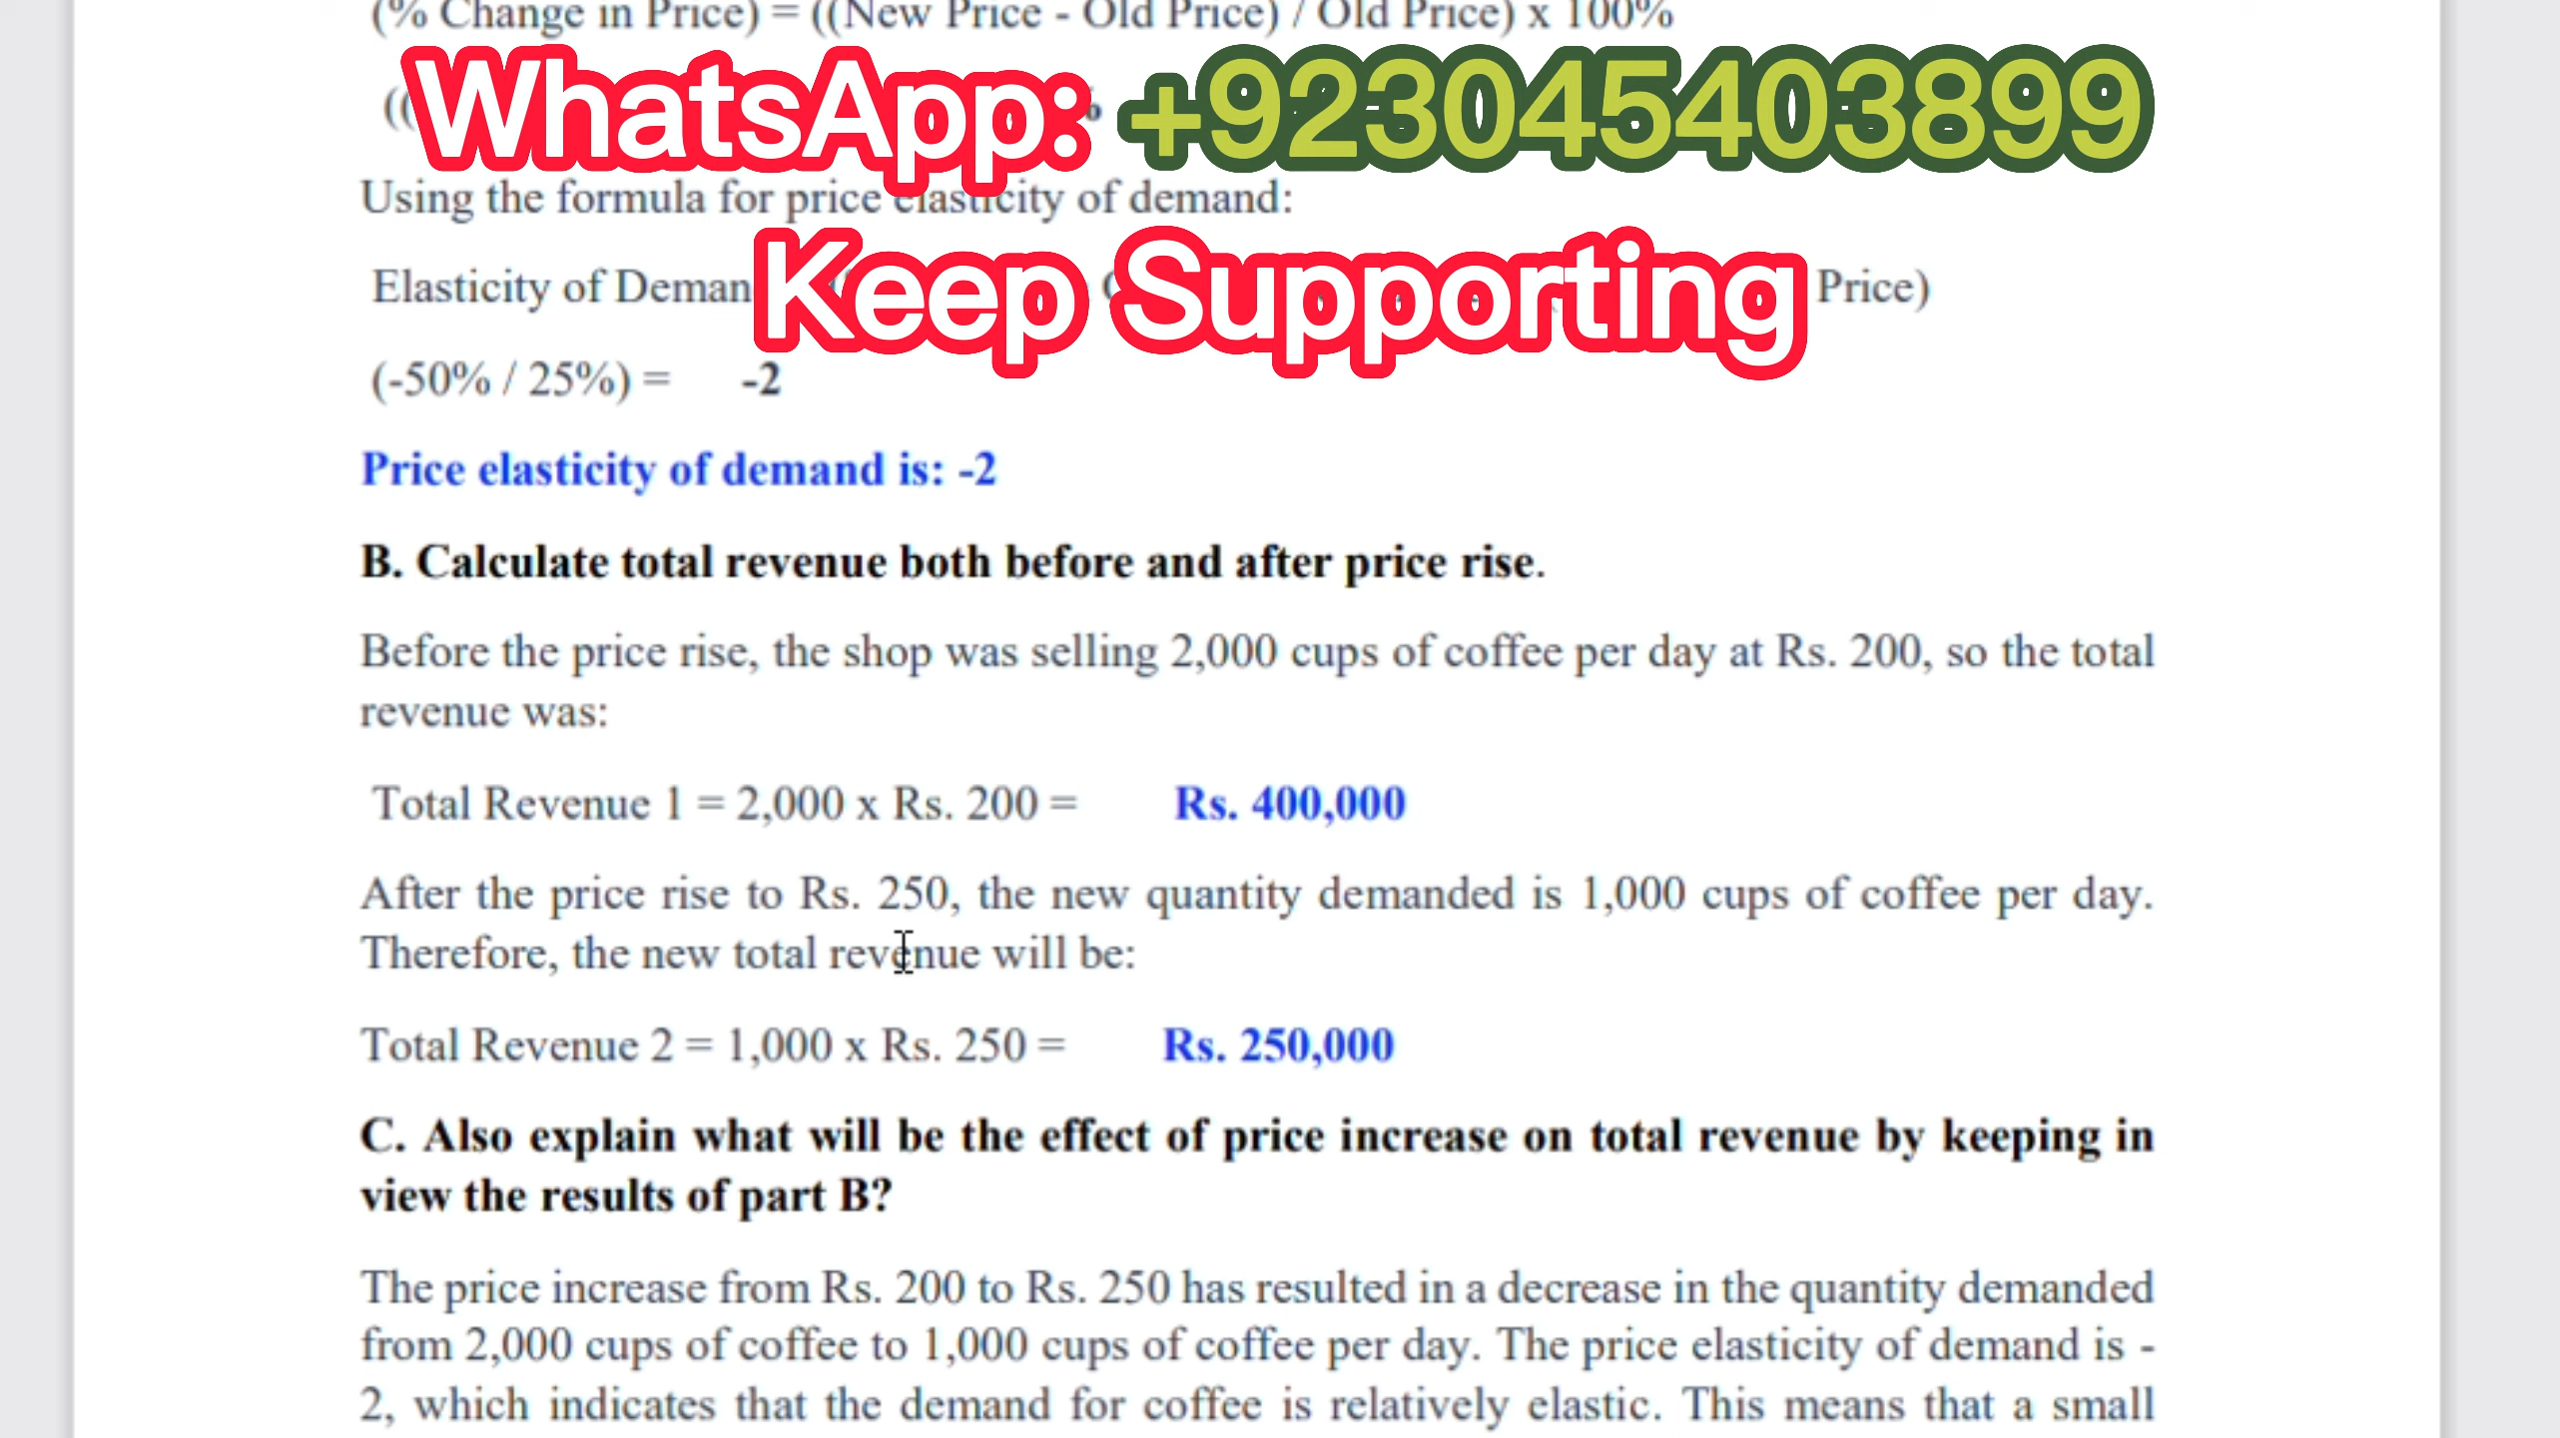 (% Change in Price) = ((New Price - Old Price) / Old Price) x 100%
WhatsApp: +923045403899
((
Using the formula for price elasticity of demand:
Keep Supporting
Elasticity of Deman Price)
(-50% / 25%) = -2
Price elasticity of demand is: -2
B. Calculate total revenue both before and after price rise.
Before the price rise, the shop was selling 2,000 cups of coffee per day at Rs. 200, so the total
revenue was:
Total Revenue 1 = 2,000 x Rs. 200 = Rs. 400,000
After the price rise to Rs. 250, the new quantity demanded is 1,000 cups of coffee per day.
Therefore, the new total revenue will be:
Total Revenue 2 = 1,000 x Rs. 250 = Rs. 250,000
C. Also explain what will be the effect of price increase on total revenue by keeping in
view the results of part B?
The price increase from Rs. 200 to Rs. 250 has resulted in a decrease in the quantity demanded
from 2,000 cups of coffee to 1,000 cups of coffee per day. The price elasticity of demand is -
2, which indicates that the demand for coffee is relatively elastic. This means that a small